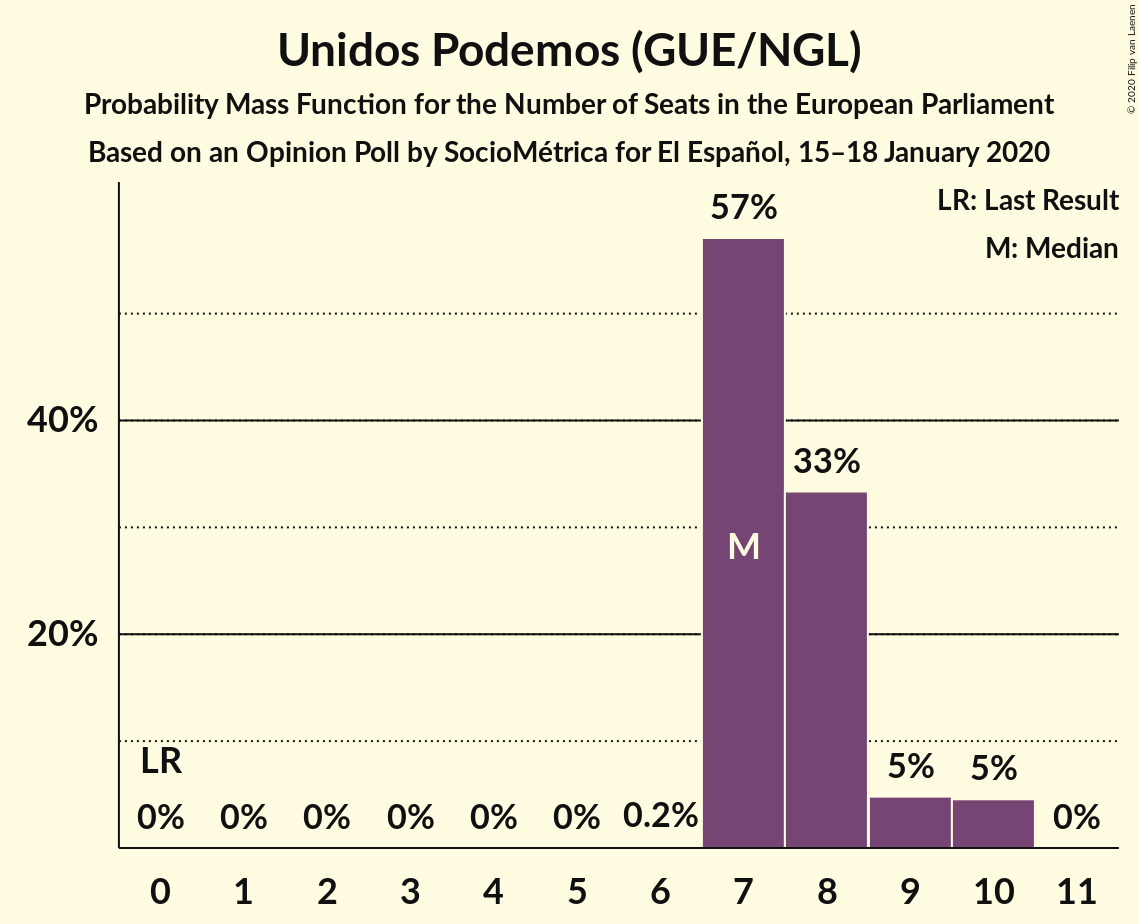 Unidos Podemos (GUE/NGL)
Probability Mass Function for the Number of Seats in the European Parliament
Based on an Opinion Poll by SocioMétrica for El Español, 15–18 January 2020
© 2020 Filip van Laenen
LR: Last Result
M: Median
57%
40%
33%
M
20%
LR
5% 5%
0% 0% 0% 0% 0% 0% 0.2% 0%
0 1 2 3 4 5 6 7 8 9 10 11